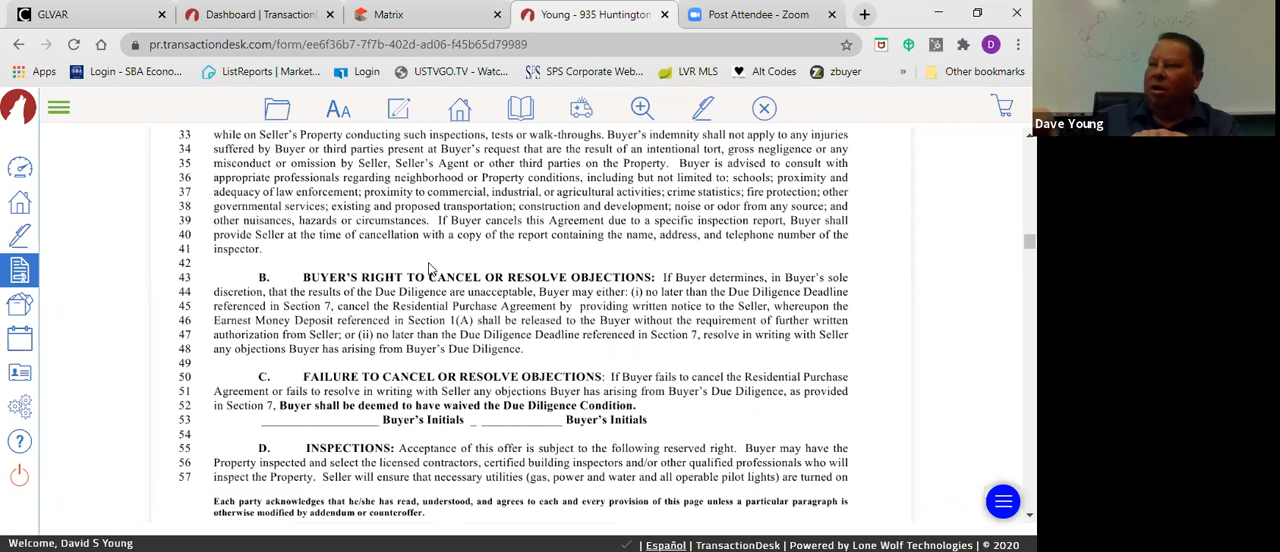 GLVAR
Dashboard | Transaction
Matrix
Young - 935 Huntington
Post Attendee - Zoom
pr.transactiondesk.com/form/ee6f36b7-7f7b-402d-ad06-f45b65d79989
Apps
Login - SBA Econo...
ListReports | Market...
Login
USTVGO.TV - Watc...
SPS Corporate Web...
LVR MLS
Alt Codes
zbuyer
»
Other bookmarks
Dave Young
33 while on Seller's Property conducing such inspections, tests or walk-throughs. Buyer's indemnity shall not apply to any injuries
34 suffered by Buyer or third parties present at Buyer's request that are the result of an intentional tort, gross negligence or any
35 misconduct or omission by Seller, Seller's Agent or other third parties on the Property. Buyer is advised to consult with
36 appropriate professionals regarding neighborhood or Property conditions, including but not limited to: schools; proximity and
37 adequacy of law enforcement; proximity to commercial, industrial, or agricultural activities; crime statistics; fire protection; other
38 governmental services; existing and proposed transportation; construction and development; noise or odor from any source; and
39 other nuisances, hazards or circumstances. If Buyer cancels this Agreement due to a specific inspection report, Buyer shall
40 provide Seller at the time of cancellation with a copy of the report containing the name, address, and telephone number of the
41 inspector.
42
43 B. BUYER'S RIGHT TO CANCEL OR RESOLVE OBJECTIONS: If Buyer determines, in Buyer's sole
44 discretion, that the results of the Due Diligence are unacceptable, Buyer may either: (i) no later than the Due Diligence Deadline
45 referenced in Section 7, cancel the Residential Purchase Agreement by providing written notice to the Seller, whereupon the
46 Earnest Money Deposit referenced in Section 1(A) shall be released to the Buyer without the requirement of further written
47 authorization from Seller; or (ii) no later than the Due Diligence Deadline referenced in Section 7, resolve in writing with Seller
48 any objections Buyer has arising from Buyer's Due Diligence.
49
50 C. FAILURE TO CANCEL OR RESOLVE OBJECTIONS: If Buyer fails to cancel the Residential Purchase
51 Agreement or fails to resolve in writing with Seller any objections Buyer has arising from Buyer's Due Diligence, as provided
52 in Section 7, Buyer shall be deemed to have waived the Due Diligence Condition.
53 ________________ Buyer's Initials _ ___________ Buyer's Initials
54
55 D. INSPECTIONS: Acceptance of this offer is subject to the following reserved right. Buyer may have the
56 Property inspected and select the licensed contractors, certified building inspectors and/or other qualified professionals who will
57 inspect the Property. Seller will ensure that necessary utilities (gas, power and water and all operable pilot lights) are turned on
Each party acknowledges that he/she has read, understood, and agrees to each and every provision of this page unless a particular paragraph is
otherwise modified by addendum or counteroffer.
Welcome, David S Young
Español | TransactionDesk | Powered by Lone Wolf Technologies | © 2020